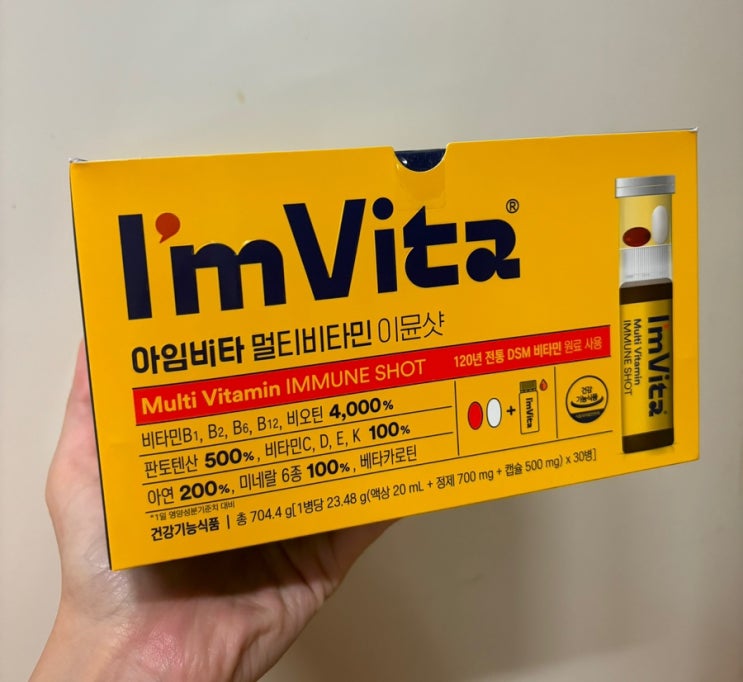 I'm Vita®
아임비타 멀티비타민 이뮨샷
Multi Vitamin IMMUNE SHOT
120년 전통 DSM 비타민 원료 사용
비타민B1, B2, B6, B12, 비오틴 4,000%
판토텐산 500%, 비타민C, D, E, K 100%
아연 200%, 미네랄 6종 100%, 베타카로틴
*1일 영양성분기준치 대비
건강기능식품 | 총 704.4 g[1병당 23.48 g(액상 20 mL + 정제 700 mg + 캡슐 500 mg) x 30병]
+
I'm Vita
건강
기능식품
I'm Vita
Multi Vitamin
IMMUNE SHOT